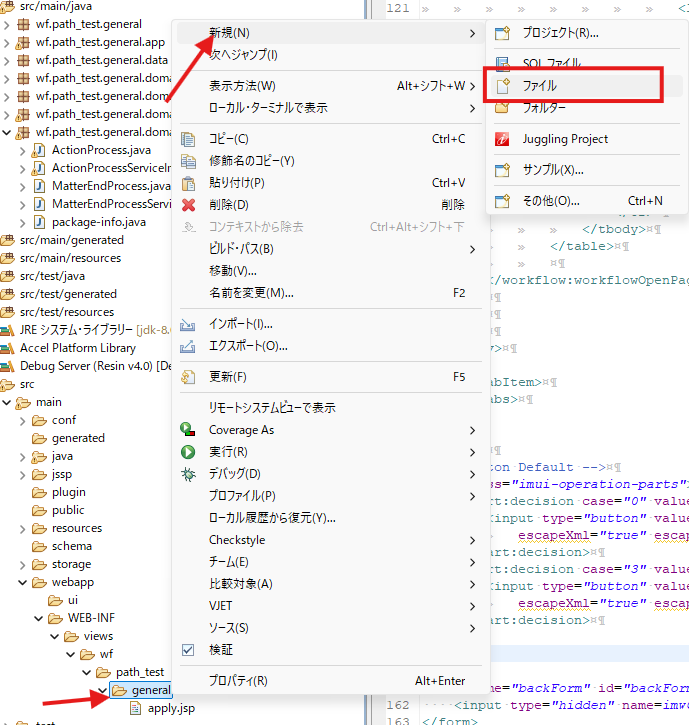 src/main/java
wf.path_test.general
wf.path_test.general.app
wf.path_test.general.data
wf.path_test.general.dom
wf.path_test.general.dom
wf.path_test.general.doma
ActionProcess.java
ActionProcessServiceIn
MatterEndProcess.java
MatterEndProcessServi
package-info.java
src/main/generated
src/main/resources
src/test/java
src/test/generated
src/test/resources
JRE システム・ライブラリー [jdk-8.0
Accel Platform Library
Debug Server (Resin v4.0) [De
src
main
conf
generated
java
jssp
plugin
public
resources
schema
storage
webapp
ui
WEB-INF
views
wf
path_test
general
apply.jsp
test
新規(N)
次へジャンプ(I)
表示方法(W) Alt+シフト+W
ローカル・ターミナルで表示
コピー(C) Ctrl+C
修飾名のコピー(Y)
貼り付け(P) Ctrl+V
削除(D) 削除
コンテキストから除去 Ctrl+Alt+シフト+下
ビルド・パス(B)
移動(V)...
名前を変更(M)... F2
インポート(I)...
エクスポート(O)...
更新(F) F5
リモートシステムビューで表示
Coverage As
実行(R)
デバッグ(D)
プロファイル(P)
ローカル履歴から復元(Y)...
Checkstyle
チーム(E)
比較対象(A)
VJET
ソース(S)
検証
プロパティ(R) Alt+Enter
プロジェクト(R)...
SQL ファイル
ファイル
フォルダー
Juggling Project
サンプル(X)...
その他(O)... Ctrl+N
121 » » » » » » » <l
» » </tbody>¤¶
» </table>¤¶
» ¤¶
/workflow:workflowOpenPag
¤¶
¤¶
¤¶
y>¤¶
abItem>¤¶
abs>¤¶
¤¶
ton Default -->¤¶
ss="imui-operation-parts"
art:decision case="0" value
<input type="button" value
escapeXml="true" escap
art:decision>¤¶
art:decision case="3" value
<input type="button" value
escapeXml="true" escap
art:decision>¤¶
me="backForm" id="backForm
162 <input type="hidden" name=imw
163 </form>¤¶